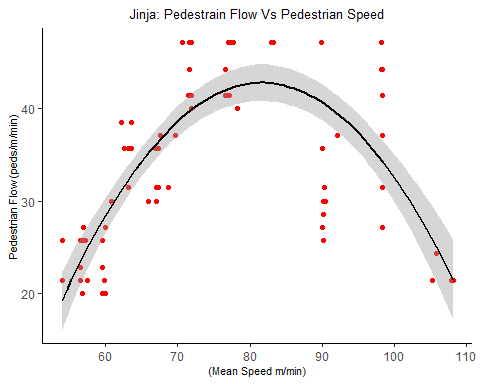 Jinja: Pedestrain Flow Vs Pedestrian Speed
Pedestrian Flow (peds/m/min)
40
30
20
60 70 80 90 100 110
(Mean Speed m/min)